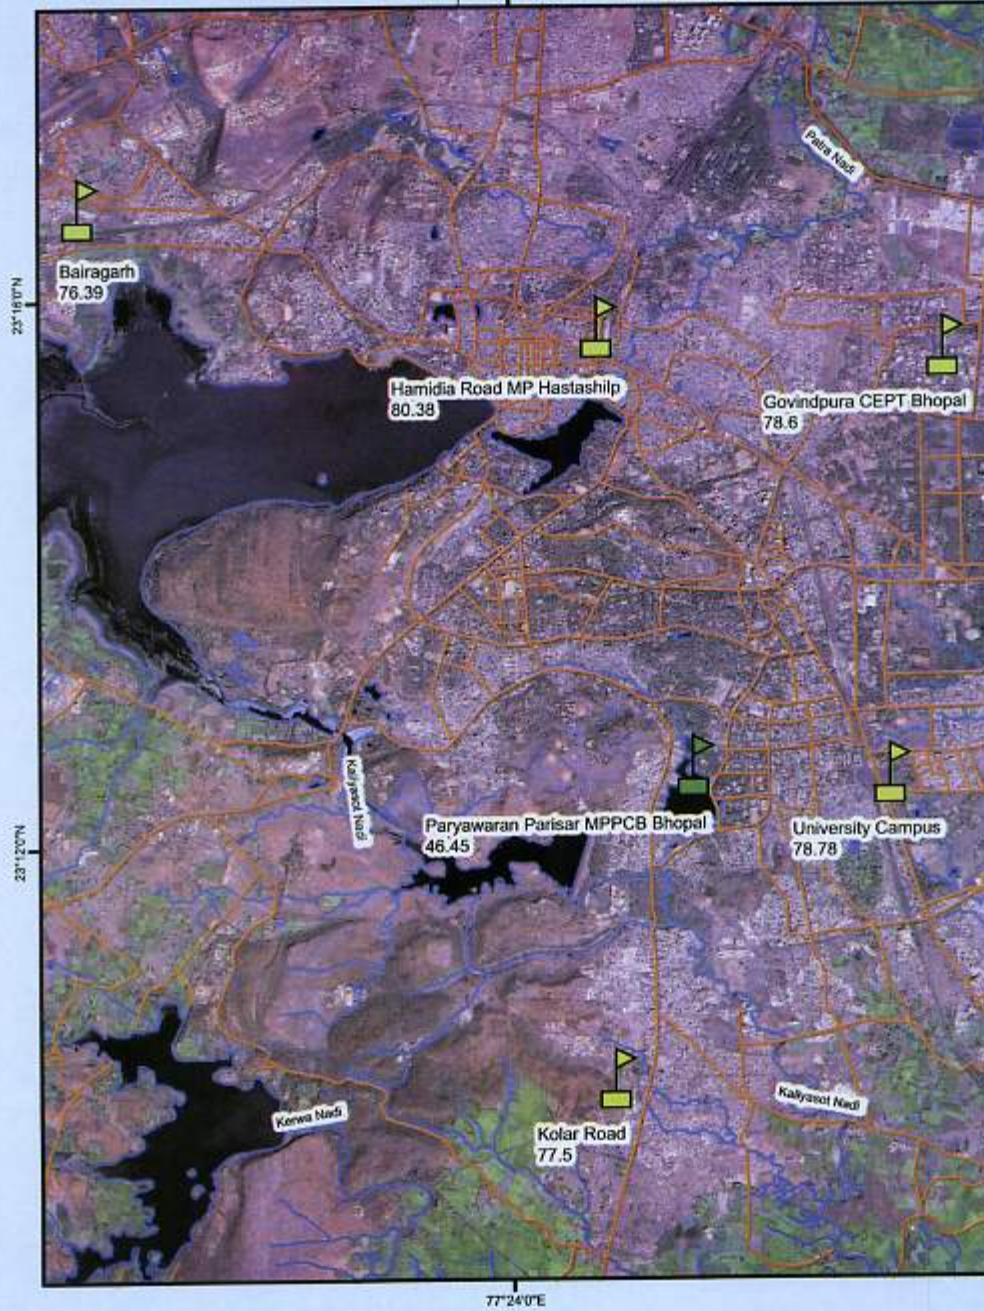 Patra Nadi
Bairagarh
76.39
23°16'0"N
Hamidia Road MP Hastashilp
80.38
Govindpura CEPT Bhopal
78.6
Kaliyasot Nadi
Paryawaran Parisar MPPCB Bhopal
46.45
University Campus
78.78
23°12'0"N
Kerwa Nadi
Kaliyasot Nadi
Kolar Road
77.5
77°24'0"E